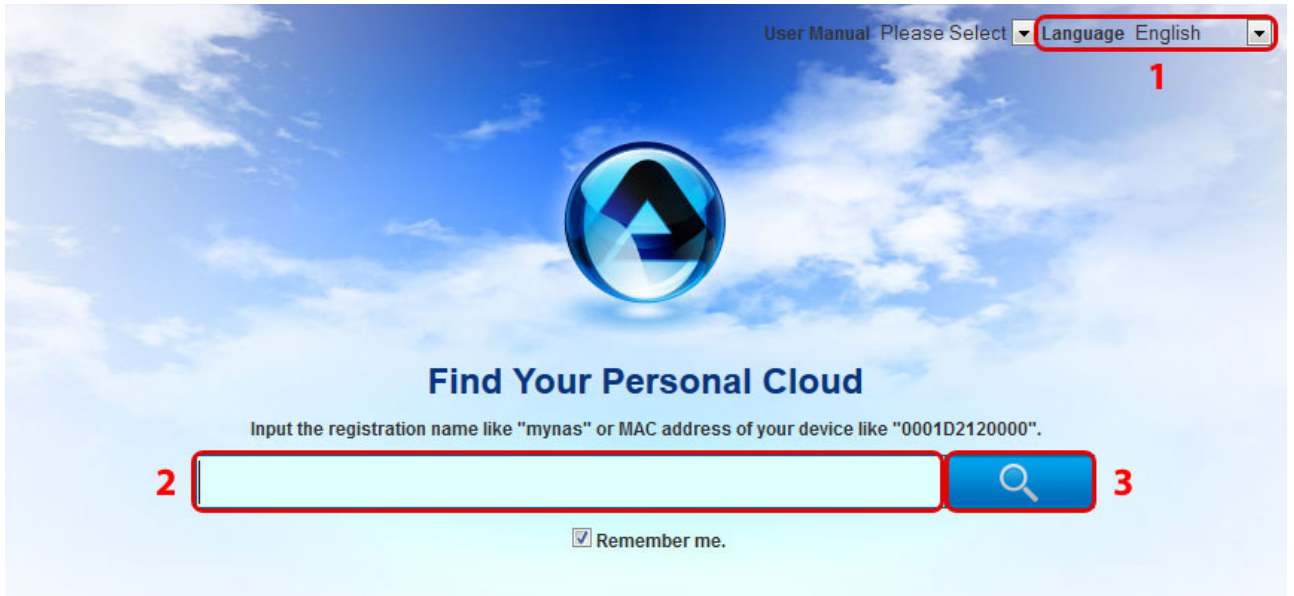 User Manual Please Select Language English
1
Find Your Personal Cloud
Input the registration name like "mynas" or MAC address of your device like "0001D2120000".
2 3
Remember me.